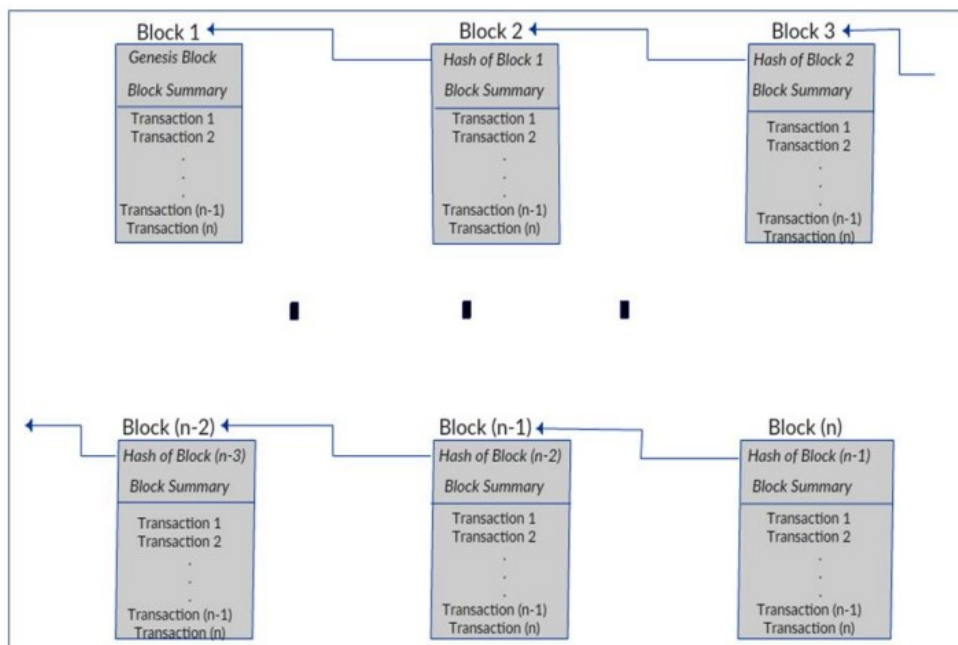 Block 1
Genesis Block
Block Summary
Transaction 1
Transaction 2
.
.
.
Transaction (n-1)
Transaction (n)
Block 2
Hash of Block 1
Block Summary
Transaction 1
Transaction 2
.
.
.
Transaction (n-1)
Transaction (n)
Block 3
Hash of Block 2
Block Summary
Transaction 1
Transaction 2
.
.
.
Transaction (n-1)
Transaction (n)
Block (n-2)
Hash of Block (n-3)
Block Summary
Transaction 1
Transaction 2
.
.
.
Transaction (n-1)
Transaction (n)
Block (n-1)
Hash of Block (n-2)
Block Summary
Transaction 1
Transaction 2
.
.
.
Transaction (n-1)
Transaction (n)
Block (n)
Hash of Block (n-1)
Block Summary
Transaction 1
Transaction 2
.
.
.
Transaction (n-1)
Transaction (n)